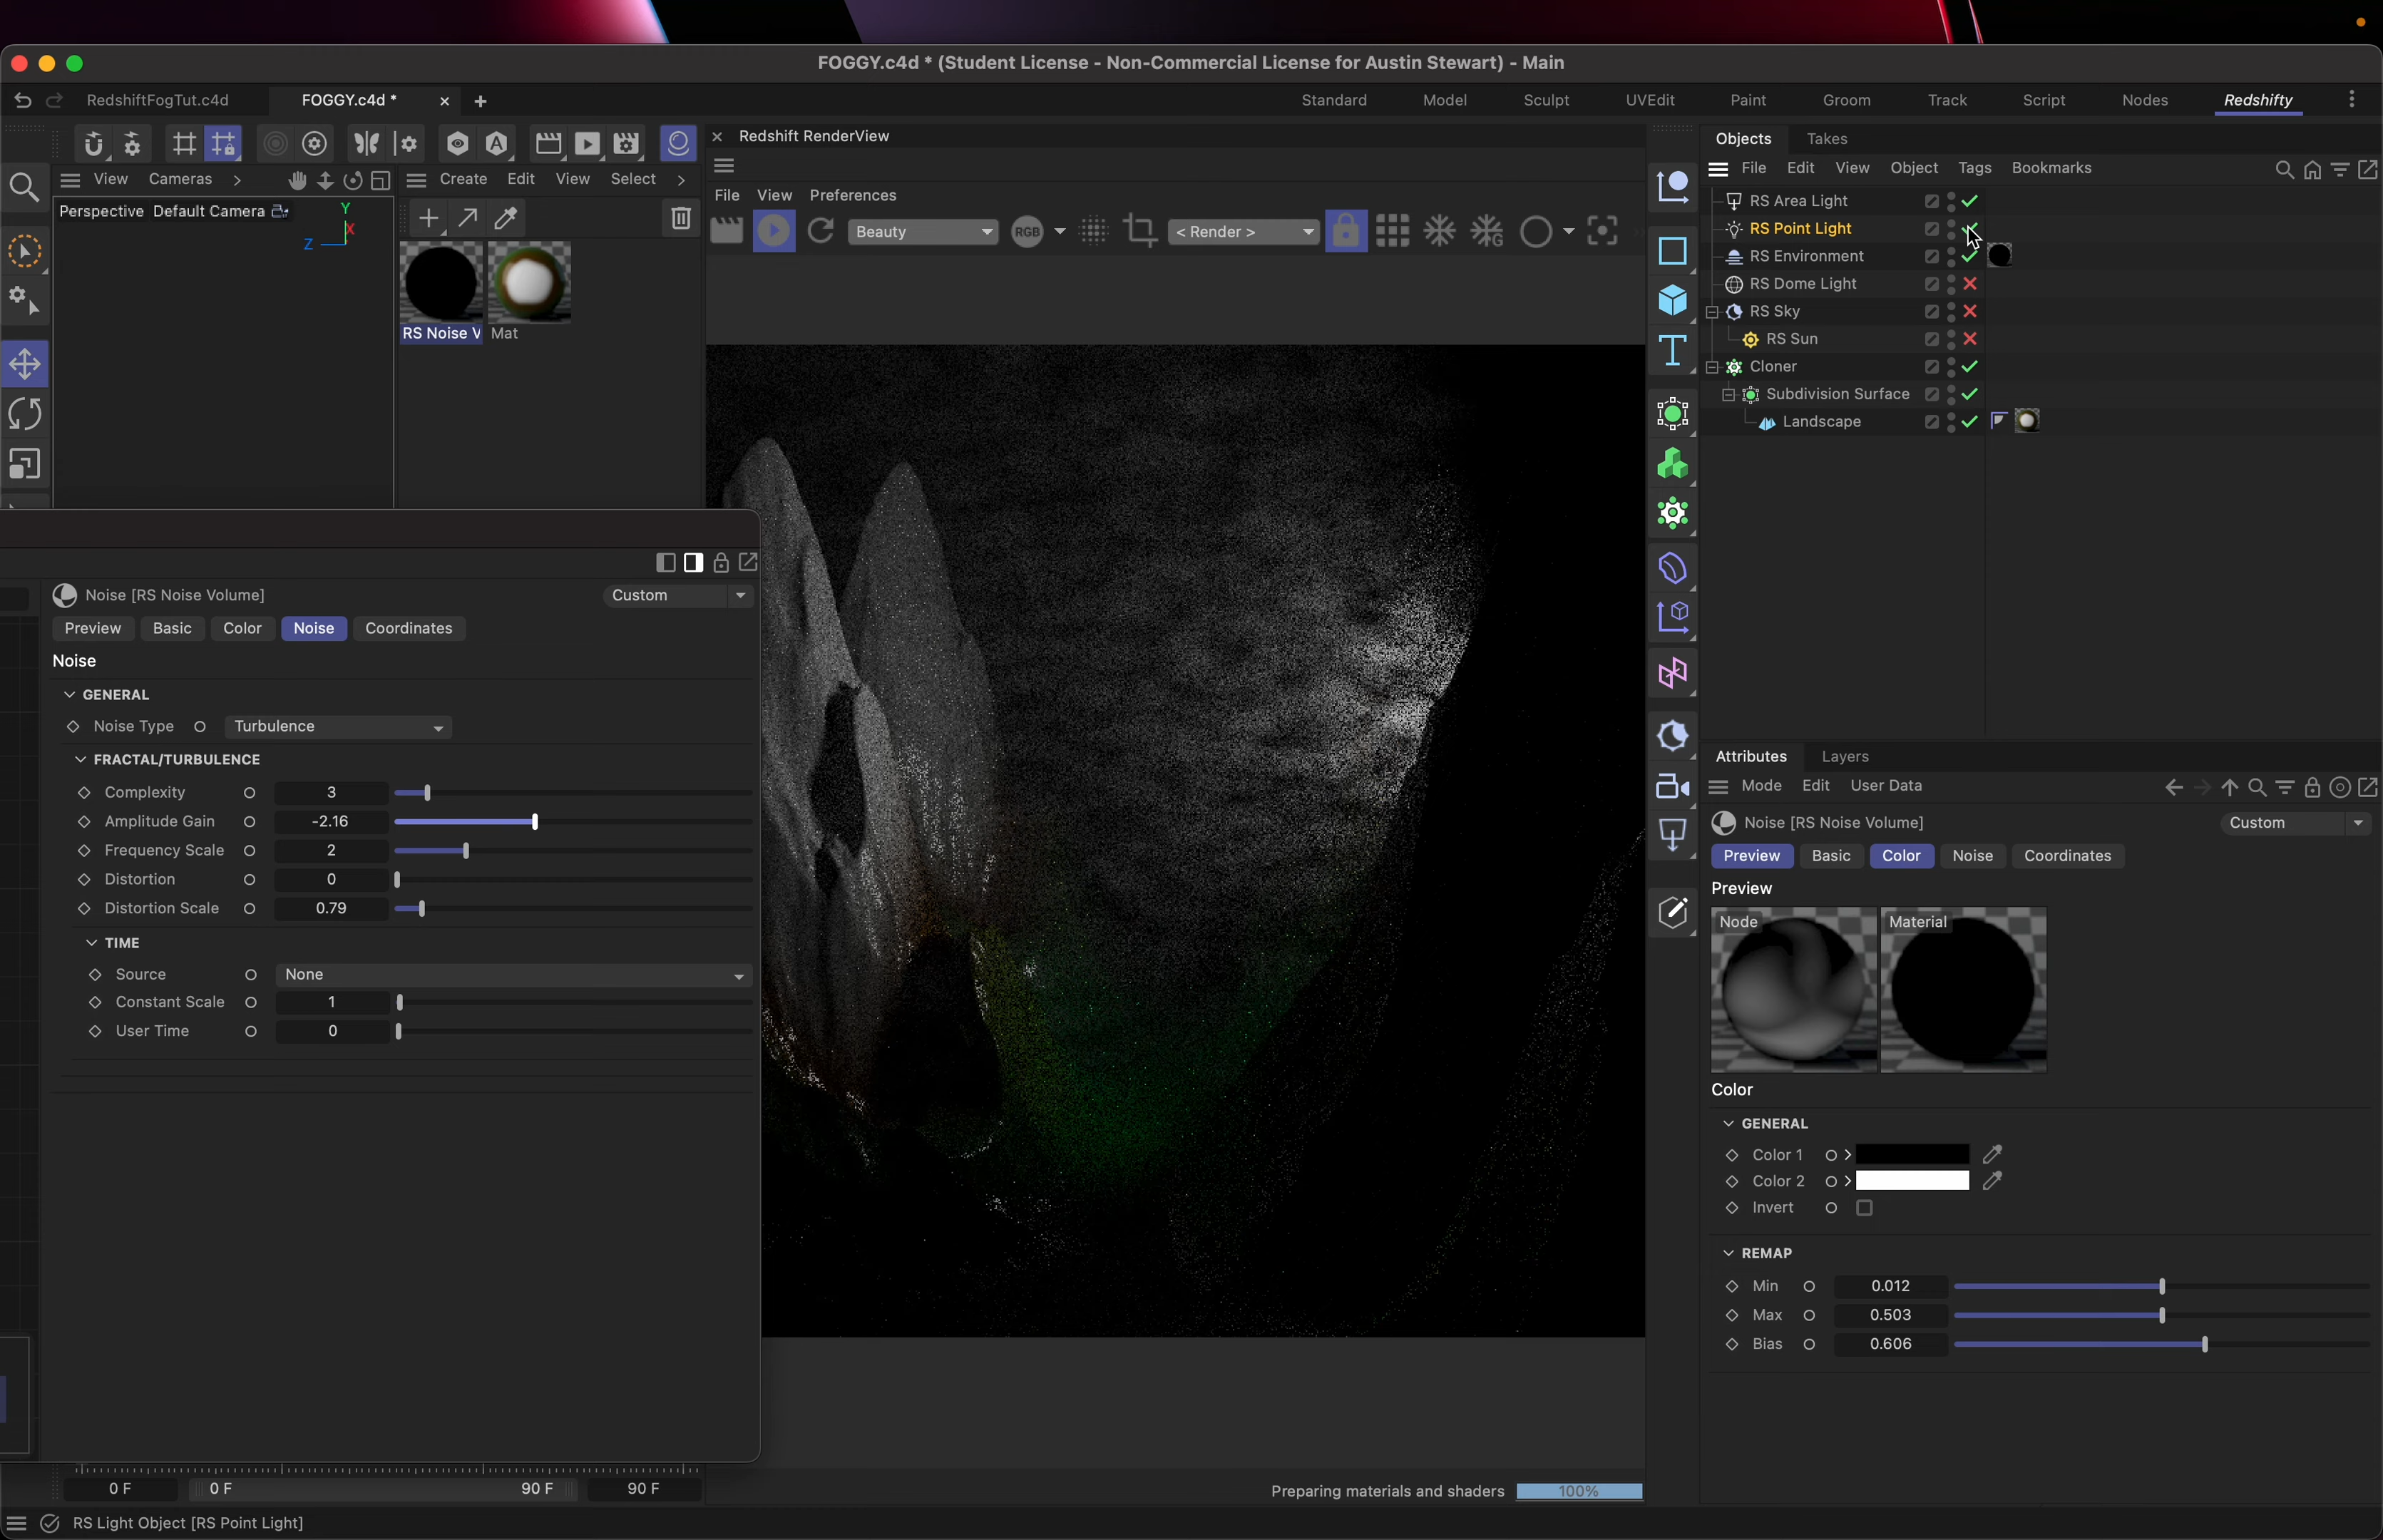 FOGGY.c4d * (Student License - Non-Commercial License for Austin Stewart) - Main
RedshiftFogTut.c4d FOGGY.c4d *
Standard Model Sculpt UVEdit Paint Groom Track Script Nodes Redshifty
View Cameras
Create Edit View Select
Perspective Default Camera
Y
X
Z
RS Noise V Mat
Redshift RenderView
File View Preferences
Beauty RGB < Render >
Objects Takes
File Edit View Object Tags Bookmarks
RS Area Light
RS Point Light
RS Environment
RS Dome Light
RS Sky
RS Sun
Cloner
Subdivision Surface
Landscape
Noise [RS Noise Volume] Custom
Preview Basic Color Noise Coordinates
Noise
GENERAL
Noise Type Turbulence
FRACTAL/TURBULENCE
Complexity 3
Amplitude Gain -2.16
Frequency Scale 2
Distortion 0
Distortion Scale 0.79
TIME
Source None
Constant Scale 1
User Time 0
Attributes Layers
Mode Edit User Data
Noise [RS Noise Volume] Custom
Preview Basic Color Noise Coordinates
Preview
Node Material
Color
GENERAL
Color 1
Color 2
Invert
REMAP
Min 0.012
Max 0.503
Bias 0.606
0 F 0 F 90 F 90 F
Preparing materials and shaders 100%
RS Light Object [RS Point Light]